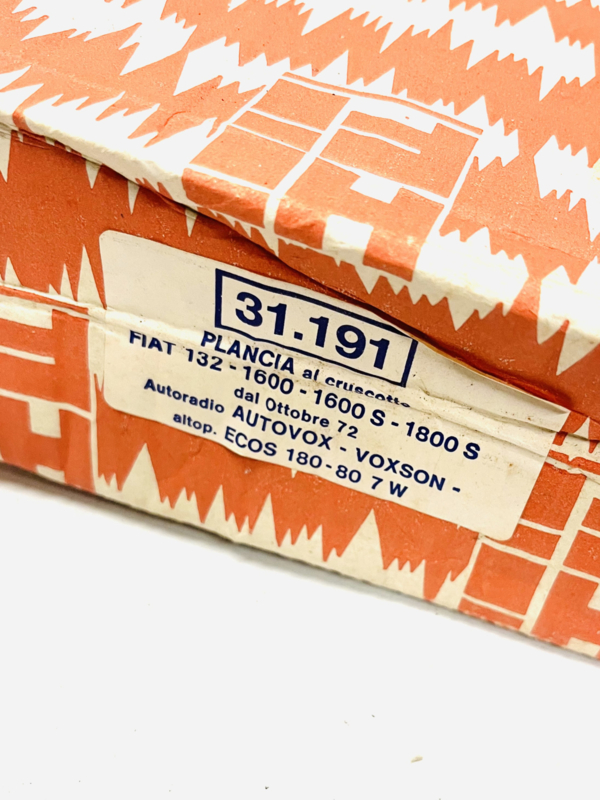 31.191
PLANCIA al cruscotto
FIAT 132 - 1600 - 1600 S - 1800 S
dal Ottobre 72
Autoradio AUTOVOX - VOXSON -
altop. ECOS 180-80 7 W